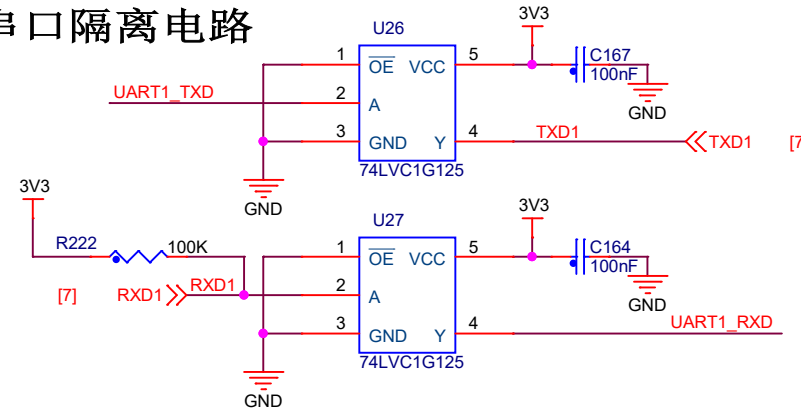 串口隔离电路
U26
3V3
1
OE
VCC
5
C167
100nF
UART1_TXD
2
A
GND
3
GND
Y
4
TXD1
TXD1
[7
74LVC1G125
GND
3V3
U27
3V3
R222
100K
1
OE
VCC
5
C164
100nF
[7]
RXD1
RXD1
2
A
GND
3
GND
Y
4
UART1_RXD
74LVC1G125
GND